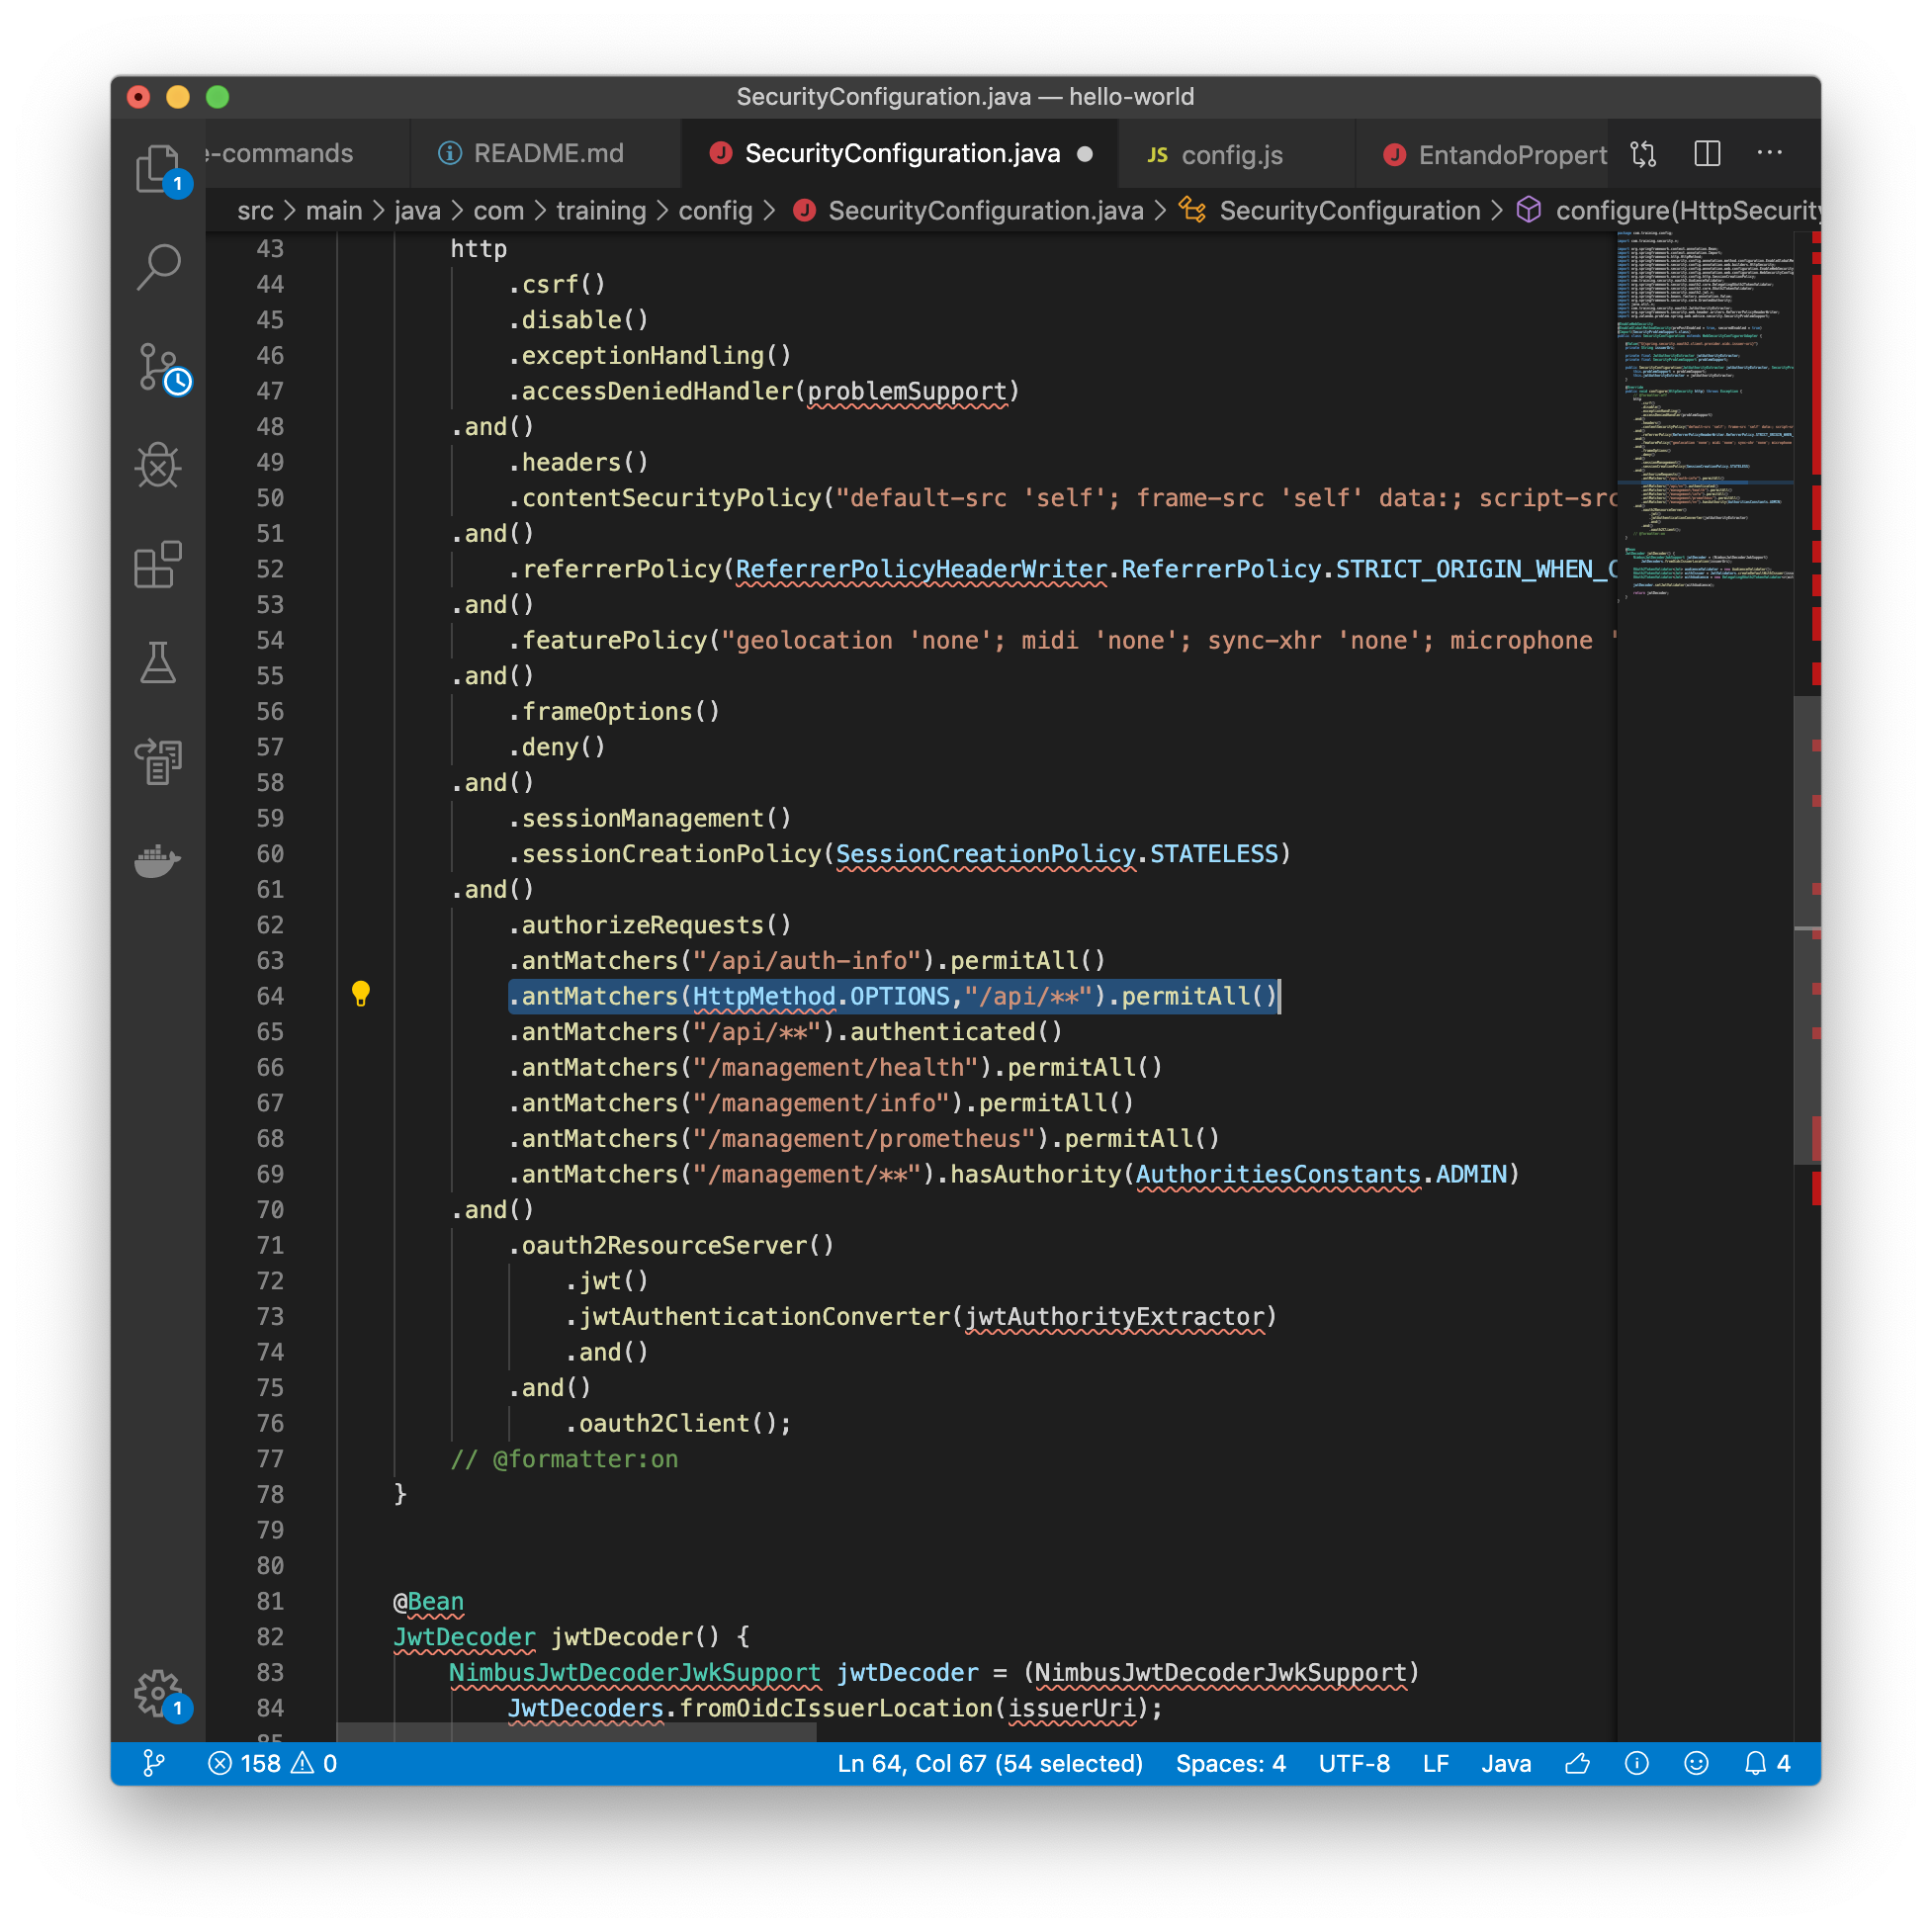 SecurityConfiguration.java — hello-world
e-commands README.md SecurityConfiguration.java JS config.js EntandoPropert ···
src > main > java > com > training > config > SecurityConfiguration.java > SecurityConfiguration > configure(HttpSecurity
1
43 http
44 .csrf()
45 .disable()
46 .exceptionHandling()
47 .accessDeniedHandler(problemSupport)
48 .and()
49 .headers()
50 .contentSecurityPolicy("default-src 'self'; frame-src 'self' data:; script-src
51 .and()
52 .referrerPolicy(ReferrerPolicyHeaderWriter.ReferrerPolicy.STRICT_ORIGIN_WHEN_C
53 .and()
54 .featurePolicy("geolocation 'none'; midi 'none'; sync-xhr 'none'; microphone '
55 .and()
56 .frameOptions()
57 .deny()
58 .and()
59 .sessionManagement()
60 .sessionCreationPolicy(SessionCreationPolicy.STATELESS)
61 .and()
62 .authorizeRequests()
63 .antMatchers("/api/auth-info").permitAll()
64 .antMatchers(HttpMethod.OPTIONS,"/api/**").permitAll()
65 .antMatchers("/api/**").authenticated()
66 .antMatchers("/management/health").permitAll()
67 .antMatchers("/management/info").permitAll()
68 .antMatchers("/management/prometheus").permitAll()
69 .antMatchers("/management/**").hasAuthority(AuthoritiesConstants.ADMIN)
70 .and()
71 .oauth2ResourceServer()
72 .jwt()
73 .jwtAuthenticationConverter(jwtAuthorityExtractor)
74 .and()
75 .and()
76 .oauth2Client();
77 // @formatter:on
78 }
79
80
81 @Bean
82 JwtDecoder jwtDecoder() {
83 NimbusJwtDecoderJwkSupport jwtDecoder = (NimbusJwtDecoderJwkSupport)
84 JwtDecoders.fromOidcIssuerLocation(issuerUri);
85
1
158 0 Ln 64, Col 67 (54 selected) Spaces: 4 UTF-8 LF Java 4